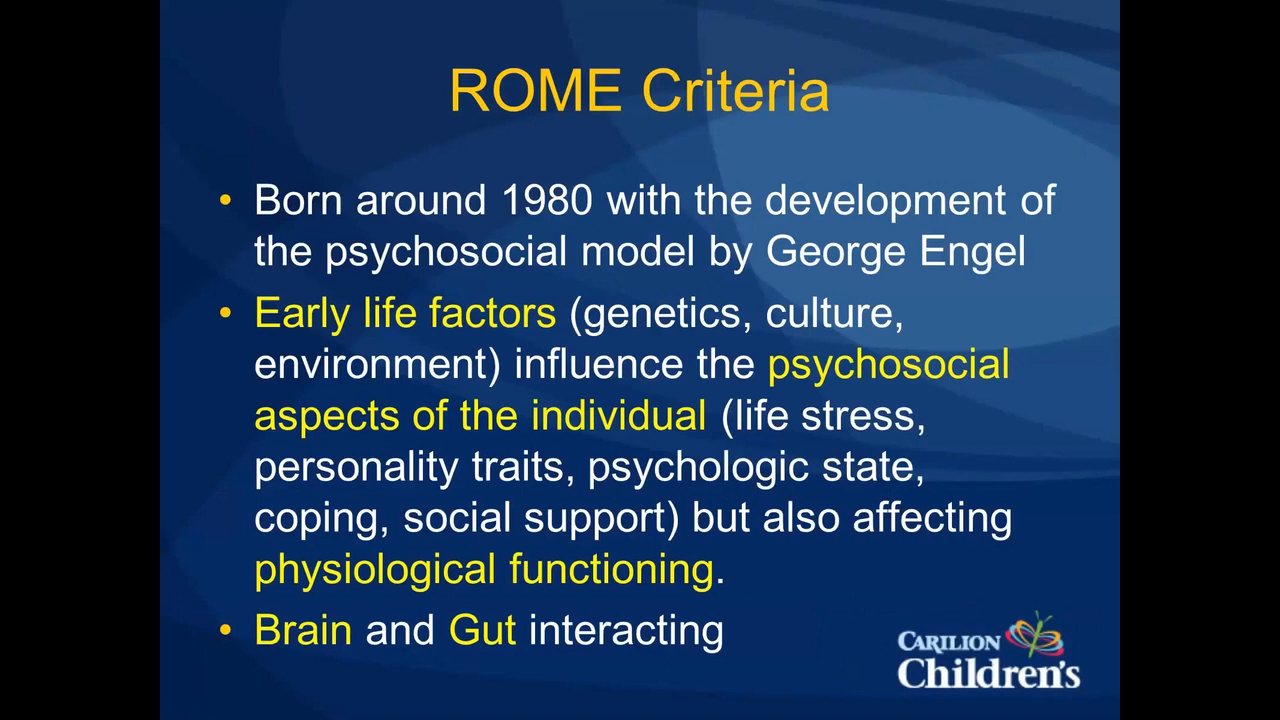 ROME Criteria
• Born around 1980 with the development of
the psychosocial model by George Engel
• Early life factors (genetics, culture,
environment) influence the psychosocial
aspects of the individual (life stress,
personality traits, psychologic state,
coping, social support) but also affecting
physiological functioning.
• Brain and Gut interacting
CARILION
Children's